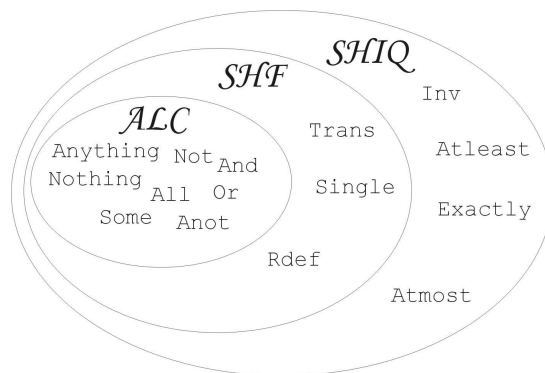 SHIQ
SHF
Inv
ALC
Trans
Atleast
Anything Not And
Nothing All Or
Single
Exactly
Some Anot
Rdef
Atmost